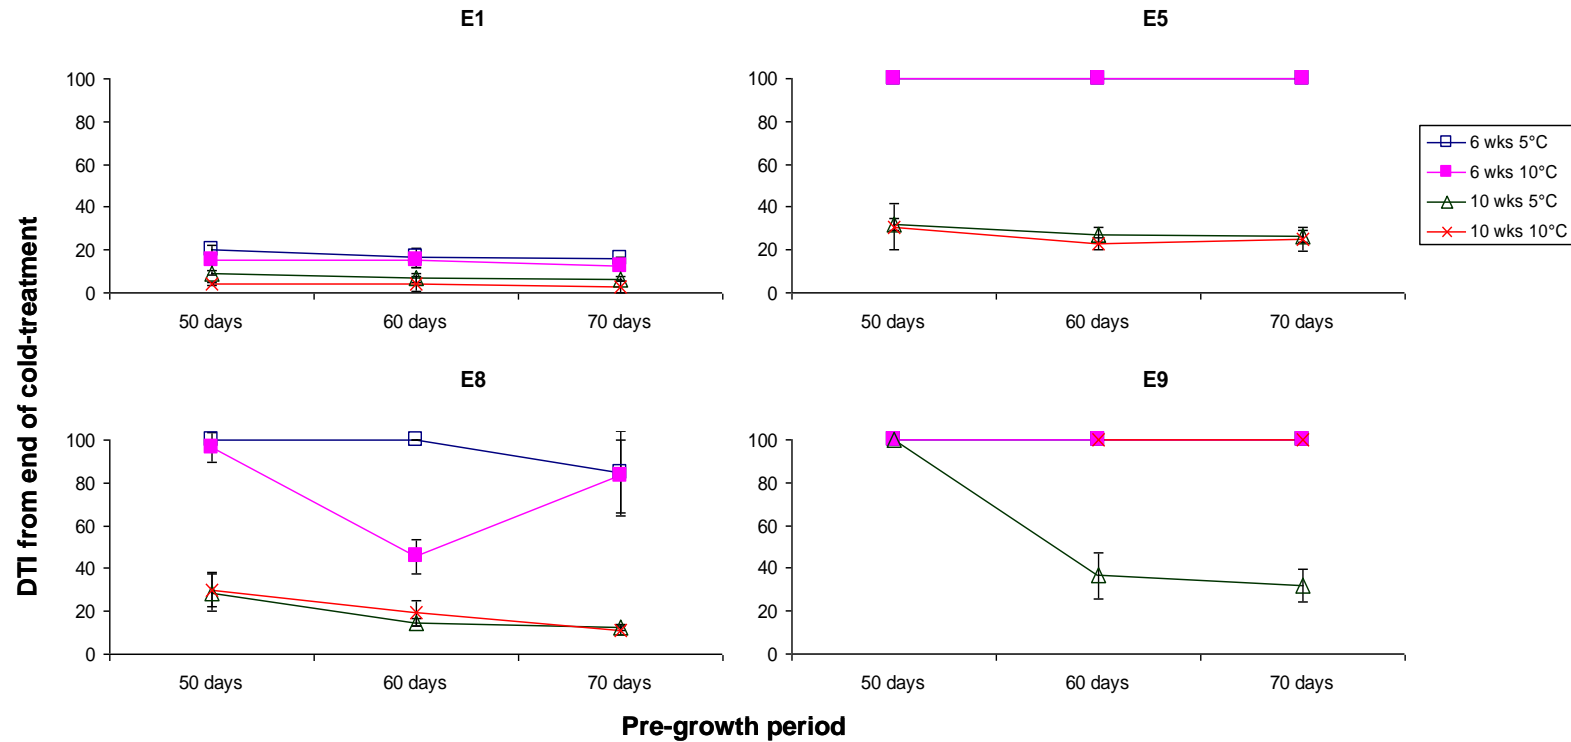 E1
E5
DTI from end of cold-treatment
100
80
60
40
20
0
50 days
60 days
70 days
100
80
60
40
20
0
50 days
60 days
70 days
6 wks 5°C
6 wks 10°C
10 wks 5°C
10 wks 10°C
E8
E9
100
80
60
40
20
0
50 days
60 days
70 days
100
80
60
40
20
0
50 days
60 days
70 days
Pre-growth period